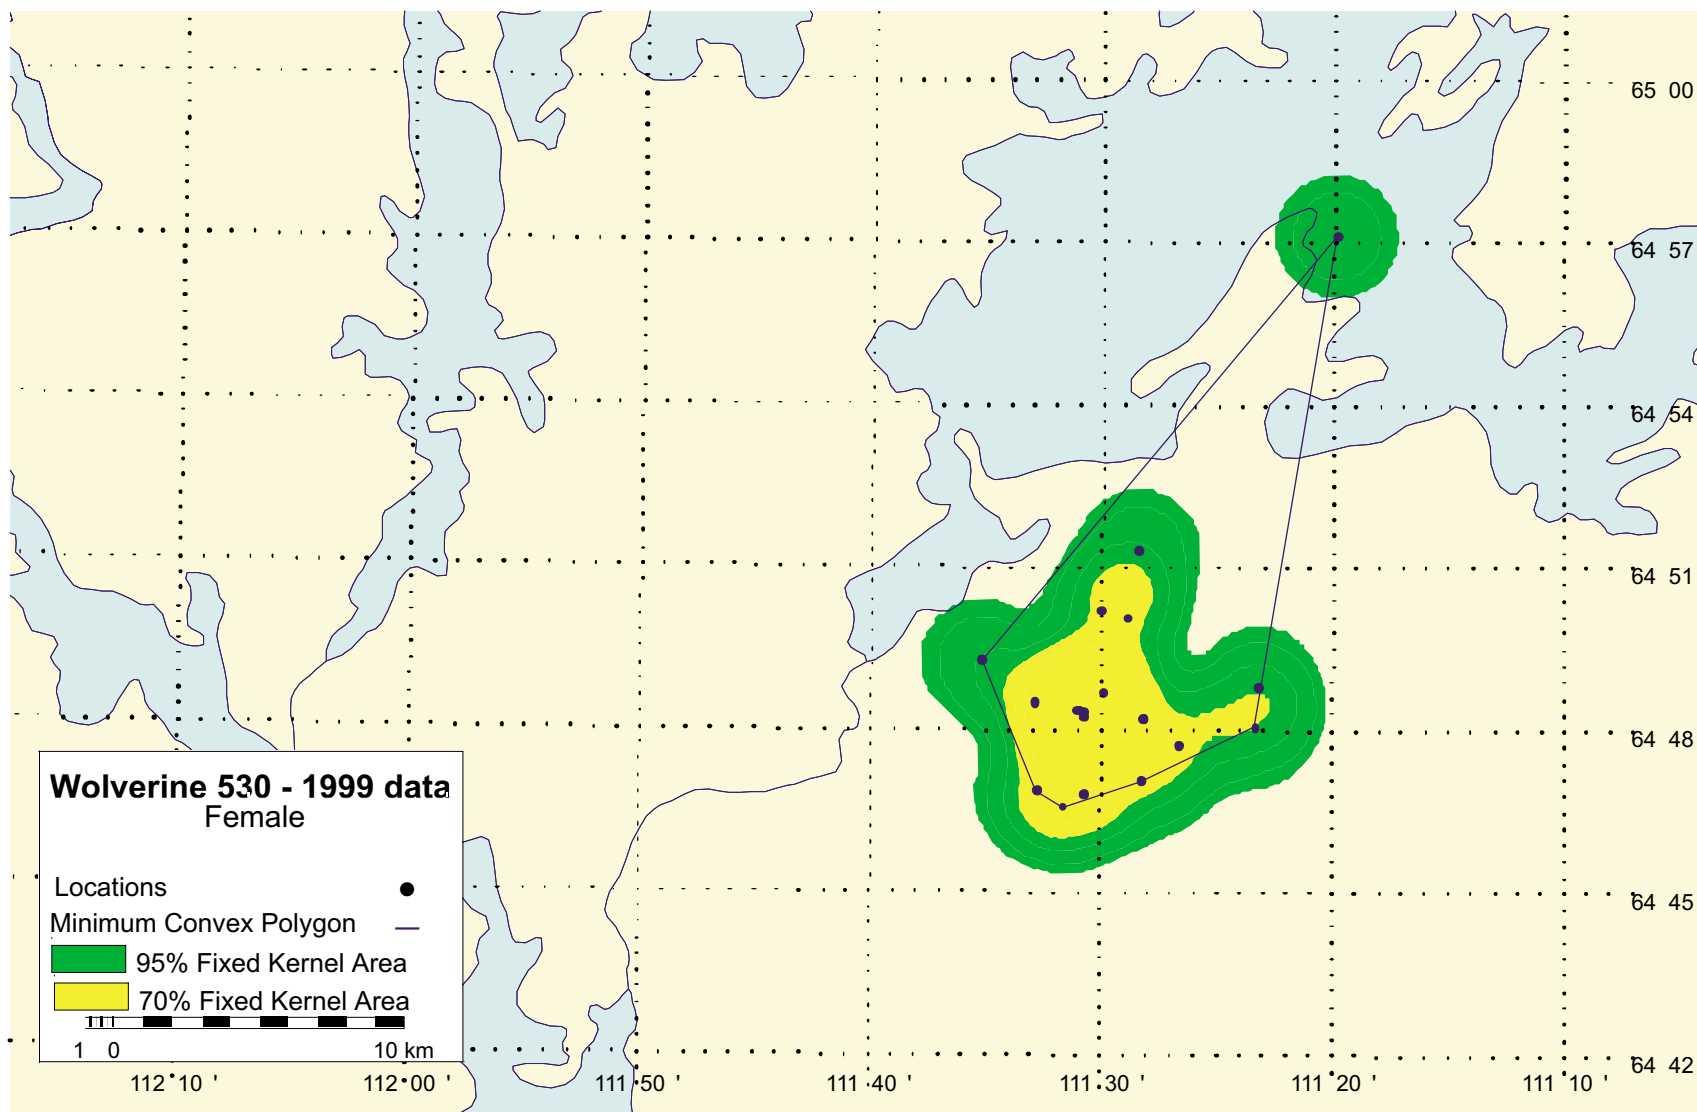 65 00
64 57
64 54
64 51
64 48
Wolverine 530 - 1999 data
Female
Locations
Minimum Convex Polygon
95% Fixed Kernel Area
70% Fixed Kernel Area
1 0 10 km
64 45
64 42
112°10 ' 112°00 ' 111°50 ' 111°40 ' 111°30 ' 111°20 ' 111°10 '